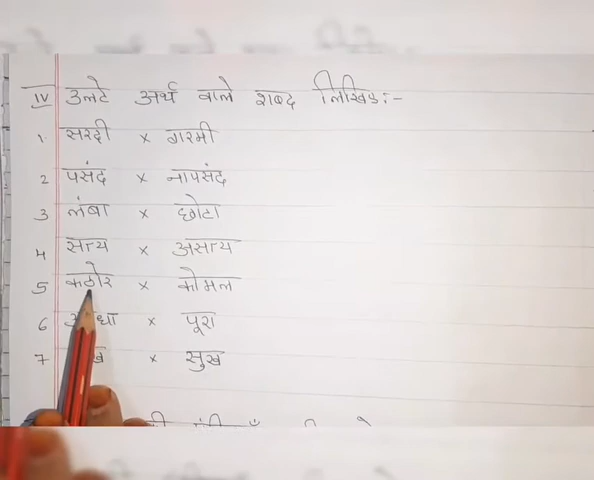 IV उलटे अर्थ वाले शब्द लिखिए:-
1 सरदी × गरमी
2 पसंद × नापसंद
3 लंबा × छोटा
4 सत्य × असत्य
5 कठोर × कोमल
6 × पूरा
7 × सुख